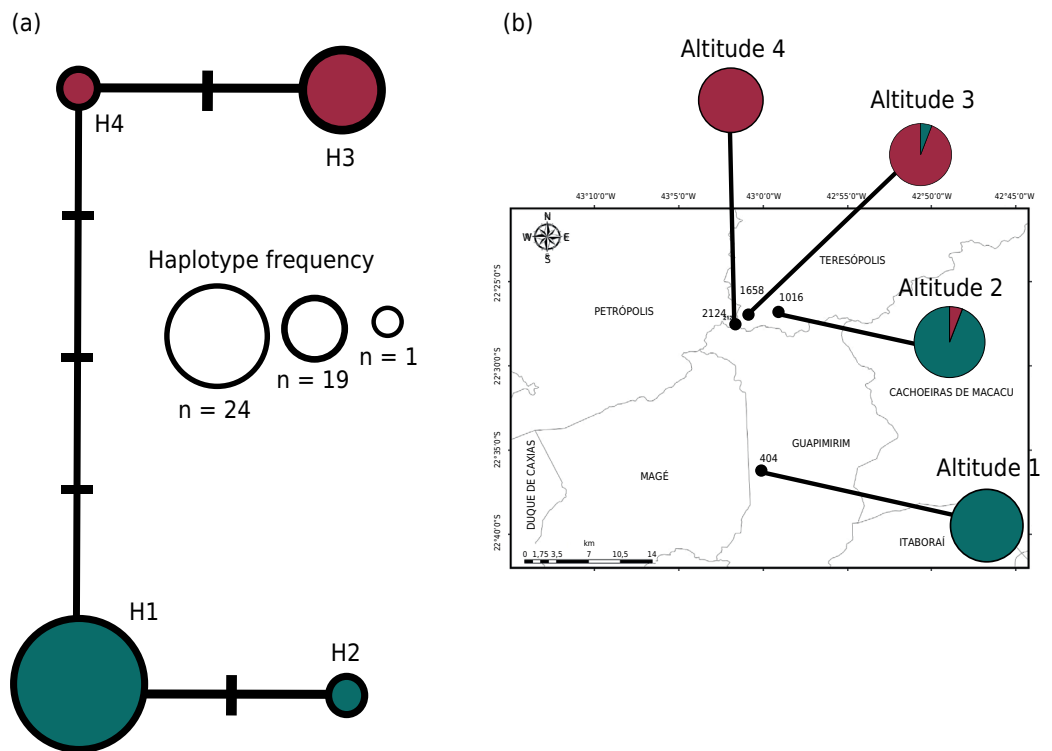 (a)
H4
H3
Haplotype frequency
n = 24
n = 19
n = 1
H1
H2
(b)
Altitude 4
Altitude 3
43°10'0"W 43°5'0"W 43°0'0"W 42°55'0"W 42°50'0"W 42°45'0"W
N
W E
S
22°25'0"S
22°30'0"S
22°35'0"S
22°40'0"S
TERESÓPOLIS
PETRÓPOLIS
1658
1016
2124
Altitude 2
CACHOEIRAS DE MACACU
GUAPIMIRIM
404
MAGÉ
DUQUE DE CAXIAS
Altitude 1
ITABORAÍ
km
0 1,75 3,5 7 10,5 14